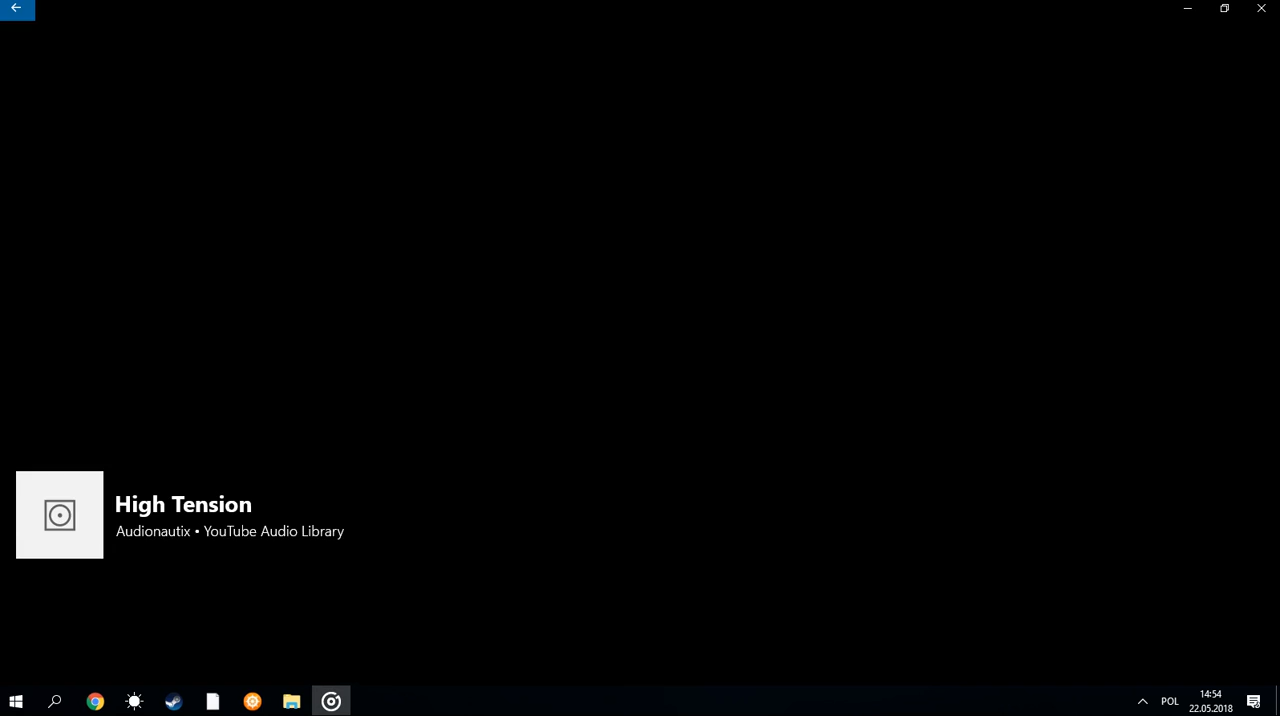 High Tension
Audionautix • YouTube Audio Library
POL
14:54
22.05.2018